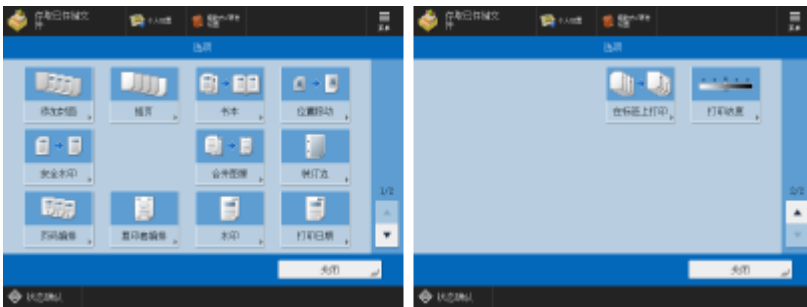 存取已存储文
件
选项
添加封面
插页
书本
位置移动
安全水印
合并图像
装订边
1/2
页码编排
复印套编排
水印
打印日期
关闭
状态确认
存取已存储文
件
选项
在标签上打印
打印浓度
2/2
关闭
状态确认